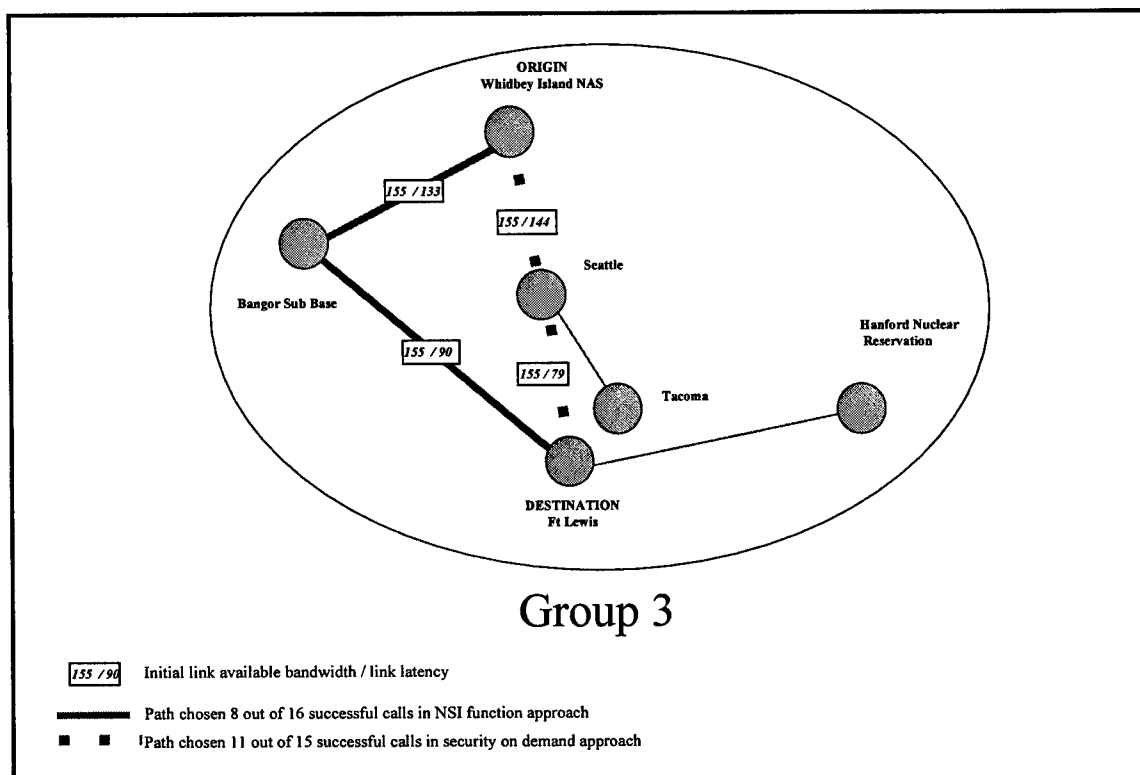 ORIGIN
Whidbey Island NAS
155 / 133
155 / 144
Seattle
Bangor Sub Base
Hanford Nuclear
Reservation
155 / 90
155 / 79
Tacoma
DESTINATION
Ft Lewis
Group 3
155 / 90 Initial link available bandwidth / link latency
Path chosen 8 out of 16 successful calls in NSI function approach
Path chosen 11 out of 15 successful calls in security on demand approach